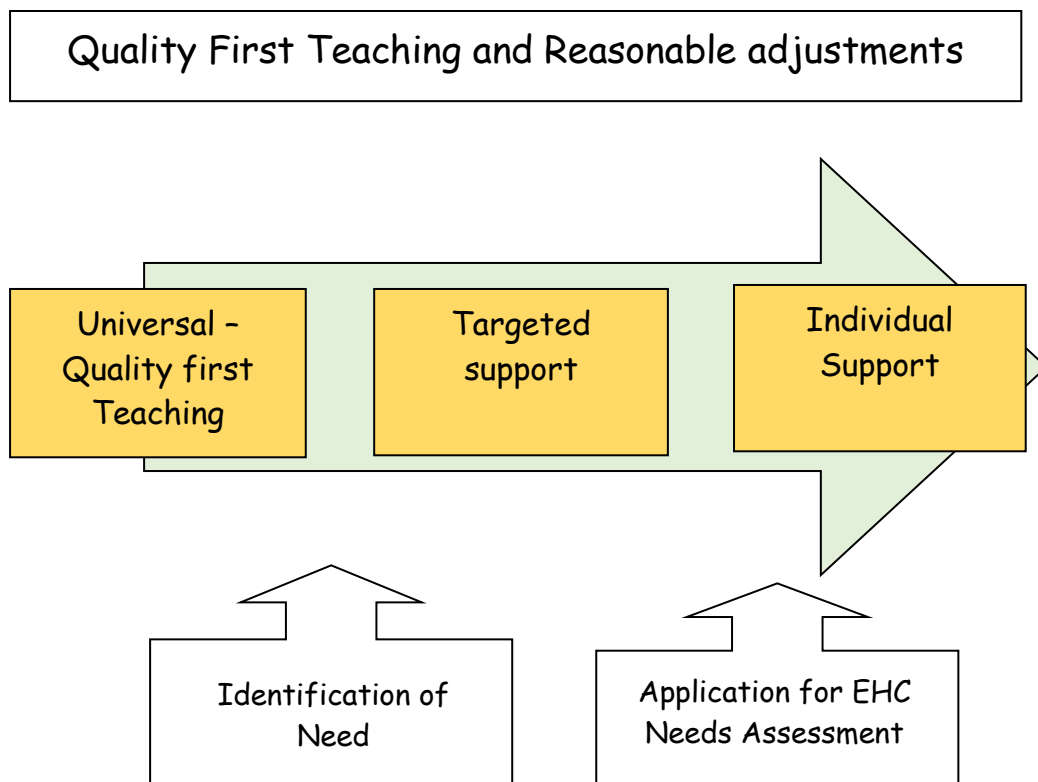 Quality First Teaching and Reasonable adjustments
Universal –
Quality first
Teaching
Targeted
support
Individual
Support
Identification of
Need
Application for EHC
Needs Assessment